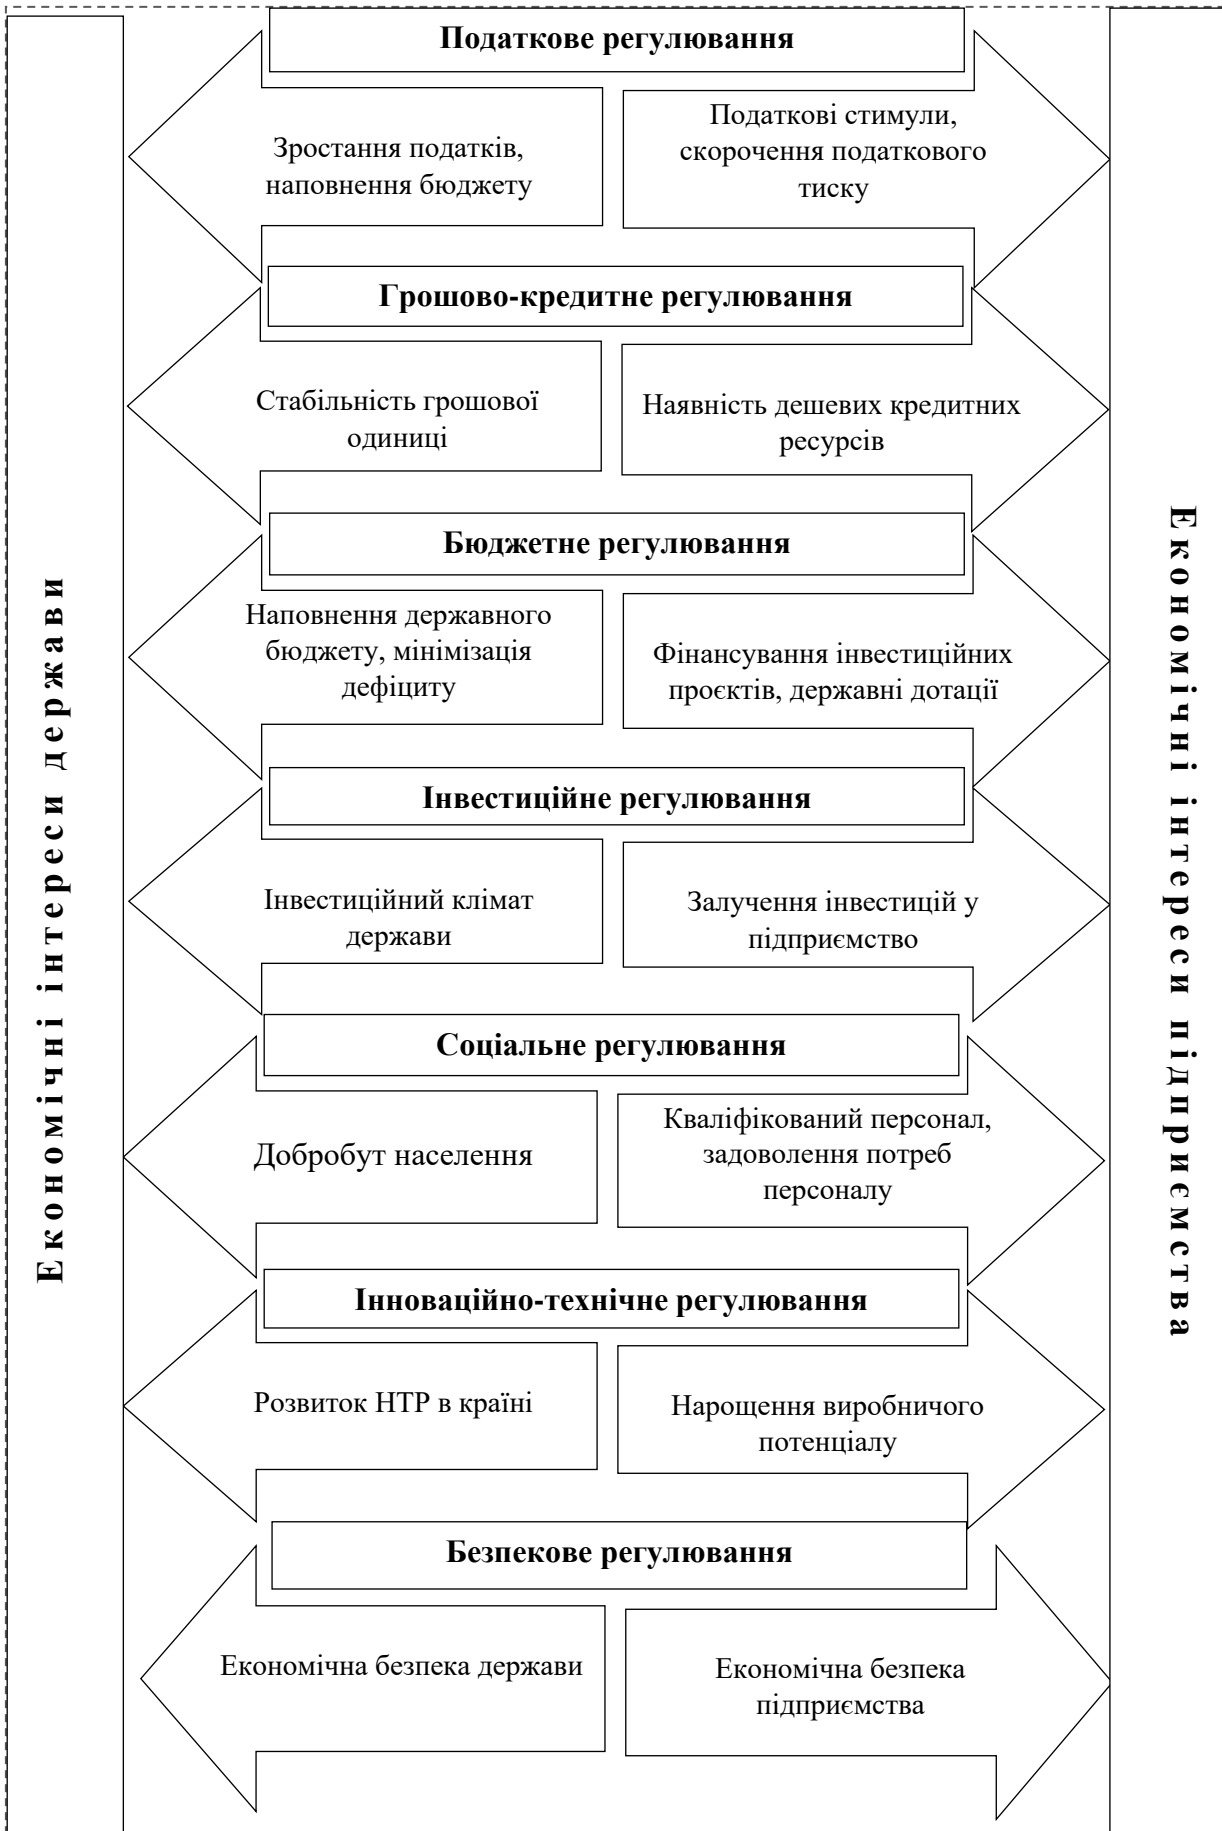 Податкове регулювання
Зростання податків,
наповнення бюджету
Податкові стимули,
скорочення податкового
тиску
Грошово-кредитне регулювання
Стабільність грошової
одиниці
Наявність дешевих кредитних
ресурсів
Бюджетне регулювання
Наповнення державного
бюджету, мінімізація
дефіциту
Фінансування інвестиційних
проєктів, державні дотації
Інвестиційне регулювання
Інвестиційний клімат
держави
Залучення інвестицій у
підприємство
Соціальне регулювання
Добробут населення
Кваліфікований персонал,
задоволення потреб
персоналу
Інноваційно-технічне регулювання
Розвиток НТР в країні
Нарощення виробничого
потенціалу
Безпекове регулювання
Економічна безпека держави
Економічна безпека
підприємства
Економічні інтереси держави
Економічні інтереси підприємства